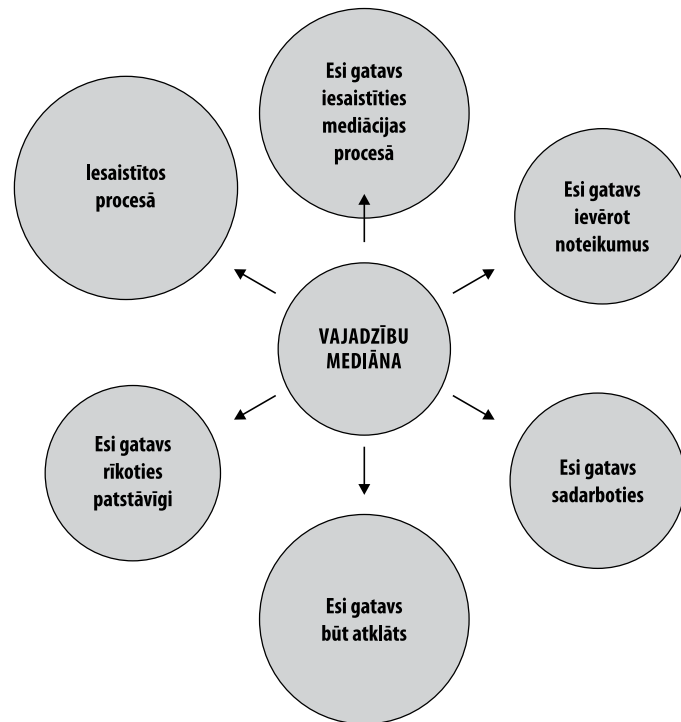 Esi gatavs
iesaistīties
mediācijas
procesā
Iesaistītos
procesā
Esi gatavs
ievērot
noteikumus
VAJADZĪBU
MEDIĀNA
Esi gatavs
rīkoties
patstāvīgi
Esi gatavs
sadarboties
Esi gatavs
būt atklāts